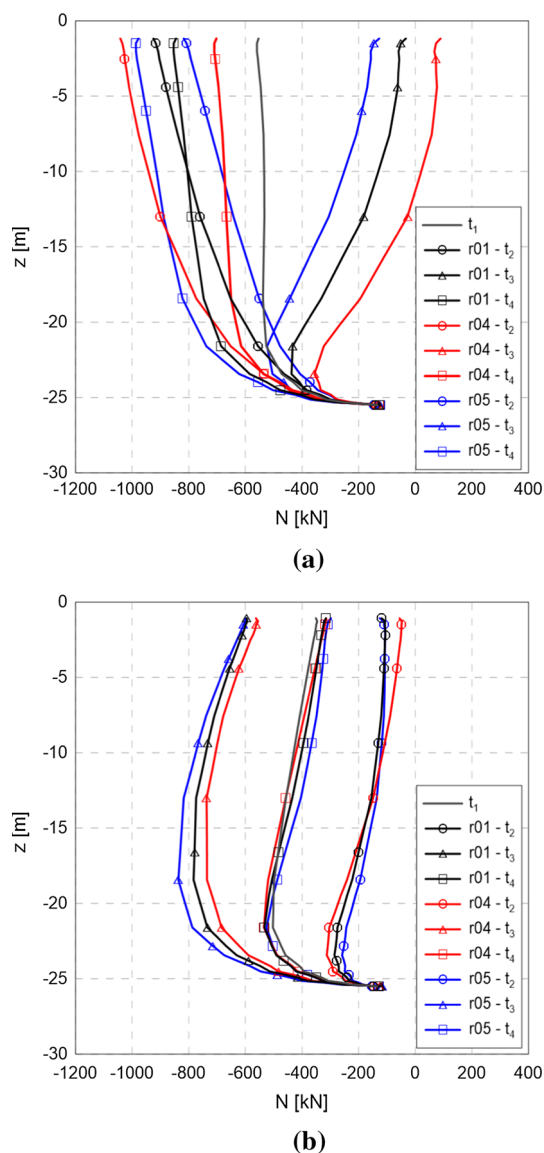 0
-5
-10
-15
-20
-25
-30
z [m]
t1
r01 - t2
r01 - t3
r01 - t4
r04 - t2
r04 - t3
r04 - t4
r05 - t2
r05 - t3
r05 - t4
-1200 -1000 -800 -600 -400 -200 0 200 400
N [kN]
(a)
0
-5
-10
-15
-20
-25
-30
z [m]
t1
r01 - t2
r01 - t3
r01 - t4
r04 - t2
r04 - t3
r04 - t4
r05 - t2
r05 - t3
r05 - t4
-1200 -1000 -800 -600 -400 -200 0 200 400
N [kN]
(b)